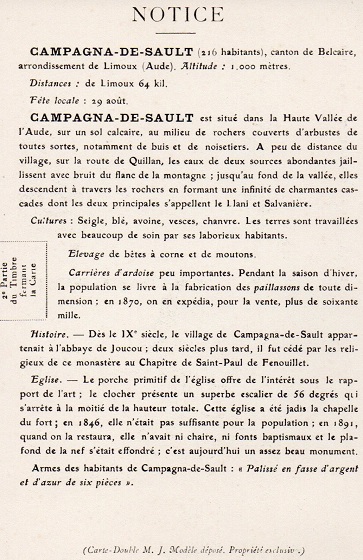 NOTICE
CAMPAGNA-DE-SAULT (216 habitants), canton de Belcaire,
arrondissement de Limoux (Aude). Altitude : 1.000 mètres.
Distances : de Limoux 64 kil.
Fête locale : 29 août.
CAMPAGNA-DE-SAULT est situé dans la Haute Vallée de
l'Aude, sur un sol calcaire, au milieu de rochers couverts d'arbustes de
toutes sortes, notamment de buis et de noisetiers. A peu de distance du
village, sur la route de Quillan, les eaux de deux sources abondantes jail-
lissent avec bruit du flanc de la montagne ; jusqu'au fond de la vallée, elles
descendent à travers les rochers en formant une infinité de charmantes cas-
cades dont les deux principales s'appellent le Llani et Salvanière.
Cultures : Seigle, blé, avoine, vesces, chanvre. Les terres sont travaillées
avec beaucoup de soin par ses laborieux habitants.
Elevage de bêtes à corne et de moutons.
Carrières d'ardoise peu importantes. Pendant la saison d'hiver,
la population se livre à la fabrication des paillassons de toute di-
mension ; en 1870, on en expédia, pour la vente, plus de soixante
mille.
2e Partie
du Timbre
fermant
la Carte
Histoire. — Dès le IXe siècle, le village de Campagna-de-Sault appar-
tenait à l'abbaye de Joucou ; deux siècles plus tard, il fut cédé par les reli-
gieux de ce monastère au Chapitre de Saint-Paul de Fenouillet.
Eglise. — Le porche primitif de l'église offre de l'intérêt sous le rap-
port de l'art ; le clocher présente un superbe escalier de 56 degrés qui
s'arrête à la moitié de la hauteur totale. Cette église a été jadis la chapelle
du fort ; en 1846, elle n'était pas suffisante pour la population ; en 1891,
quand on la restaura, elle n'avait ni chaire, ni fonts baptismaux et le pla-
fond de la nef s'était effondré ; c'est aujourd'hui un assez beau monument.
Armes des habitants de Campagna-de-Sault : « Palissé en fasse d'argent
et d'azur de six pièces ».
(Carte-Double M. J. Modèle déposé. Propriété exclusiv .)